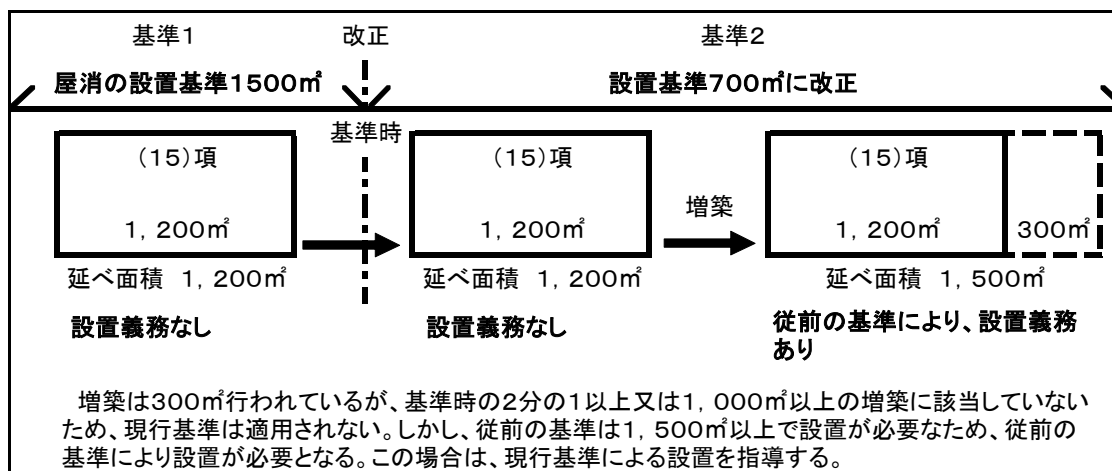 基準1 改正 基準2
屋消の設置基準1500㎡ 設置基準700㎡に改正
基準時
(15)項 (15)項 (15)項
増築
1,200㎡ 1,200㎡ 1,200㎡ 300㎡
延べ面積 1,200㎡ 延べ面積 1,200㎡ 延べ面積 1,500㎡
設置義務なし 設置義務なし 従前の基準により、設置義務
あり
増築は300㎡行われているが、基準時の2分の1以上又は1,000㎡以上の増築に該当していない
ため、現行基準は適用されない。しかし、従前の基準は1,500㎡以上で設置が必要なため、従前の
基準により設置が必要となる。この場合は、現行基準による設置を指導する。